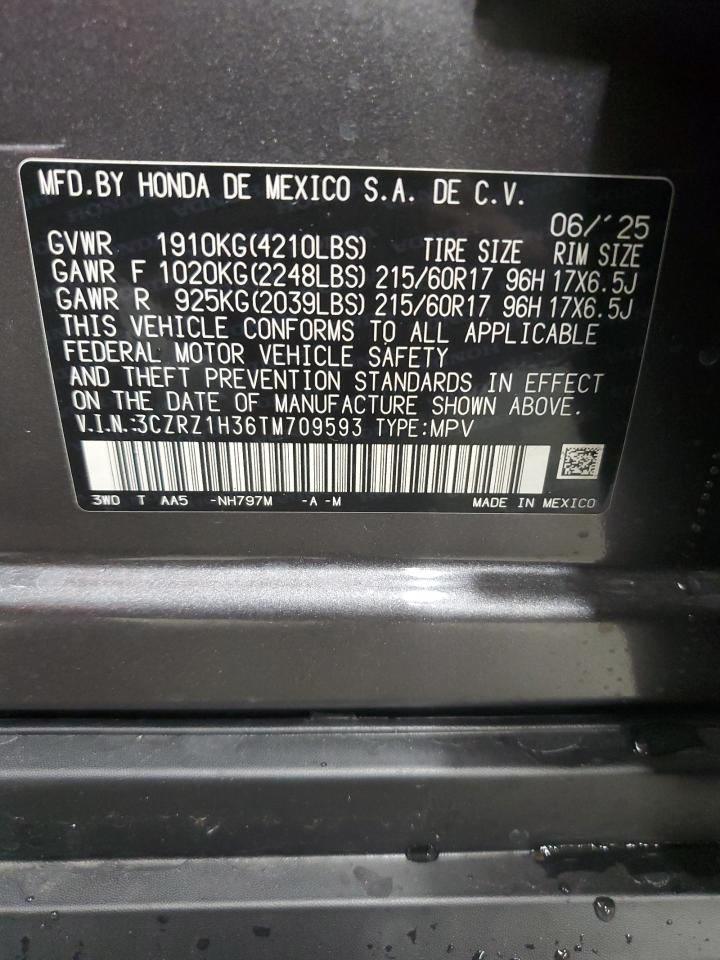 MFD.BY HONDA DE MEXICO S.A. DE C.V.
06/'25
GVWR 1910KG(4210LBS) TIRE SIZE RIM SIZE
GAWR F 1020KG(2248LBS) 215/60R17 96H 17X6.5J
GAWR R 925KG(2039LBS) 215/60R17 96H 17X6.5J
THIS VEHICLE CONFORMS TO ALL APPLICABLE
FEDERAL MOTOR VEHICLE SAFETY
AND THEFT PREVENTION STANDARDS IN EFFECT
ON THE DATE OF MANUFACTURE SHOWN ABOVE.
V.I.N.:3CZRZ1H36TM709593 TYPE:MPV
3W0 T AA5 -NH797M -A -M MADE IN MEXICO